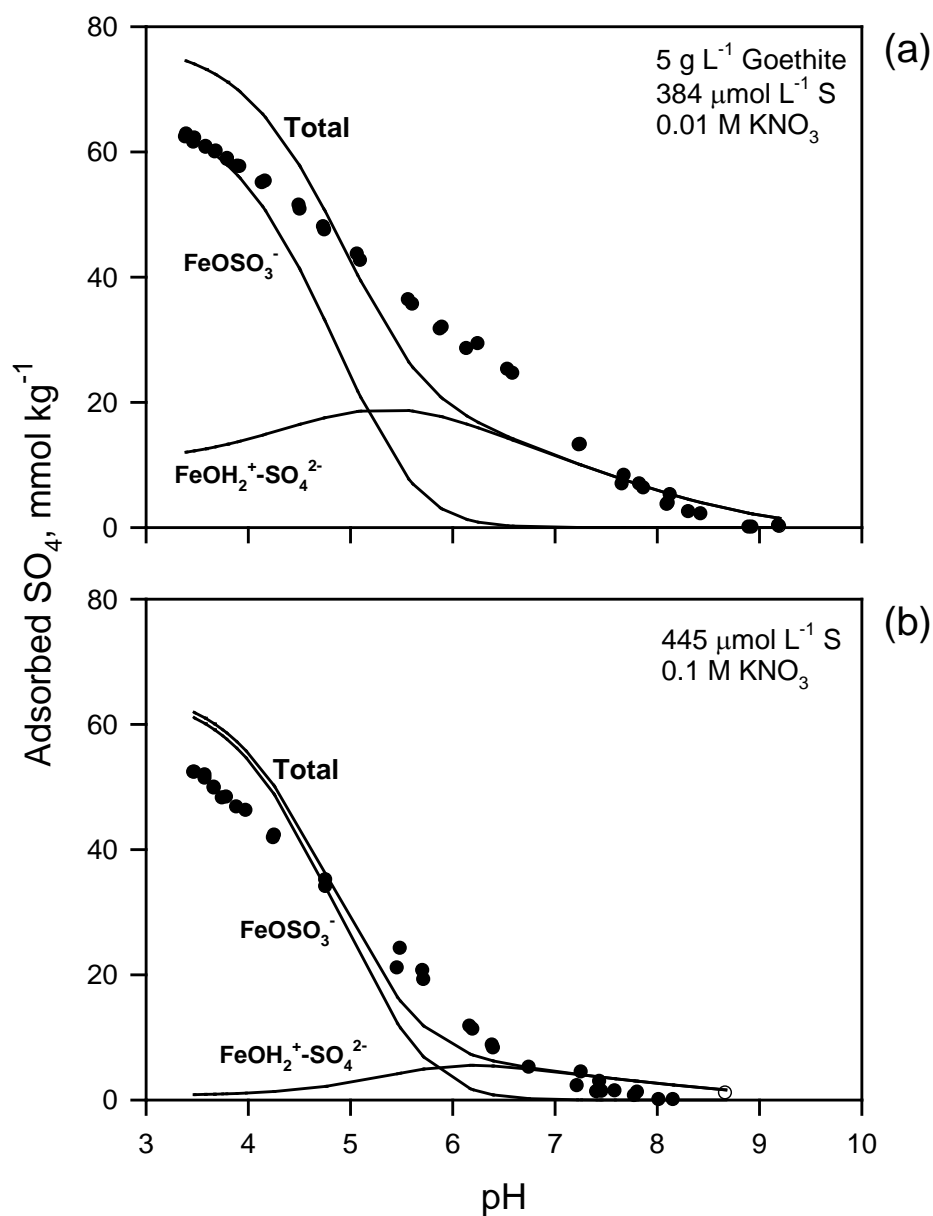 (a)
80
60
40
20
0
5 g L⁻¹ Goethite
384 μmol L⁻¹ S
0.01 M KNO₃
Total
FeOSO₃⁻
FeOH₂⁺-SO₄²⁻
Adsorbed SO₄, mmol kg⁻¹
(b)
80
60
40
20
0
445 μmol L⁻¹ S
0.1 M KNO₃
Total
FeOSO₃⁻
FeOH₂⁺-SO₄²⁻
3 4 5 6 7 8 9 10
pH